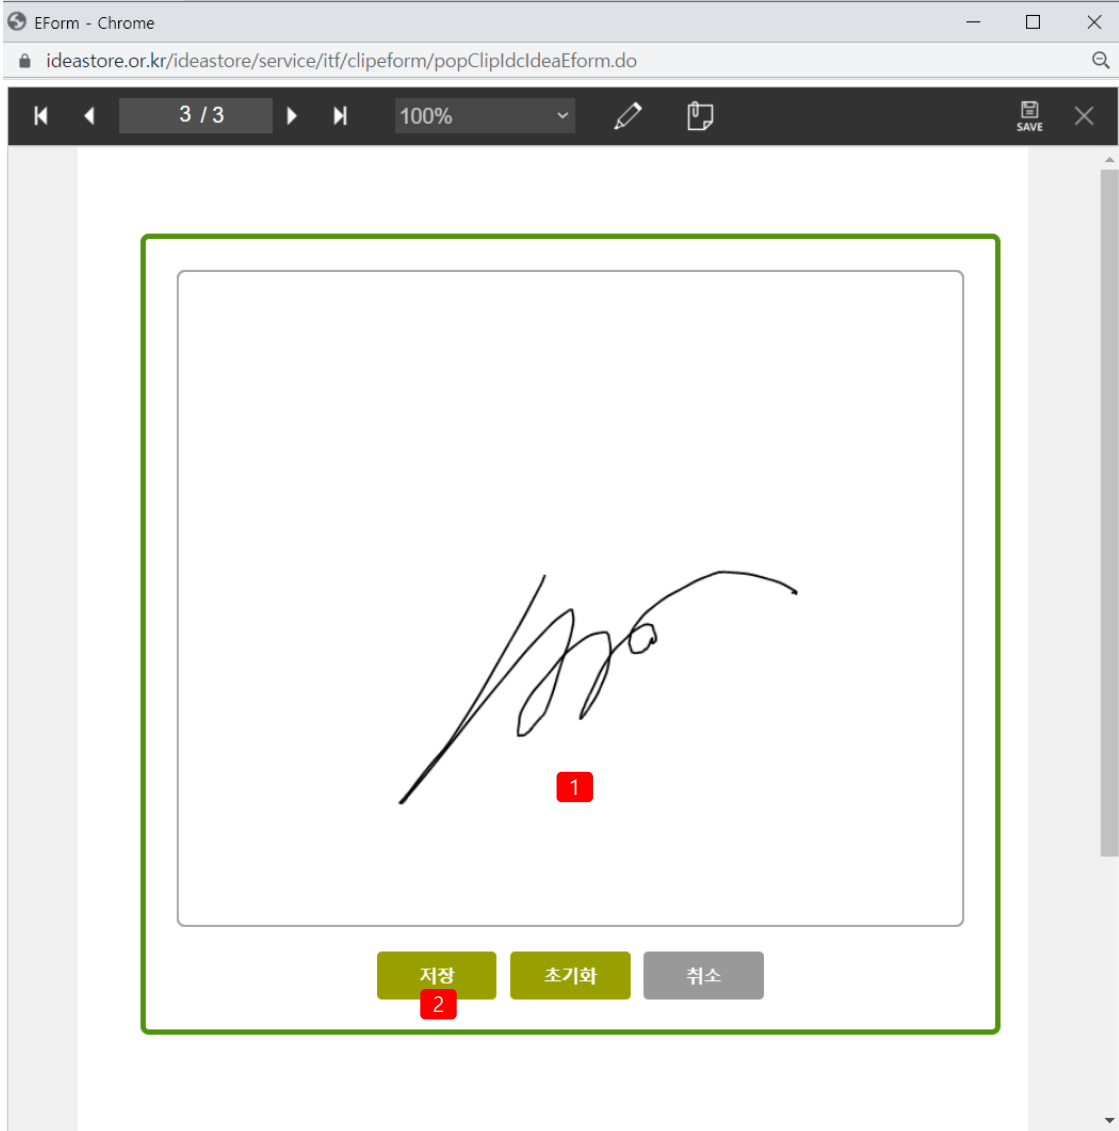 EForm - Chrome
ideastore.or.kr/ideastore/service/itf/clipeform/popClipIdcIdeaEform.do
3 / 3
100%
SAVE
1
저장
초기화
취소
2